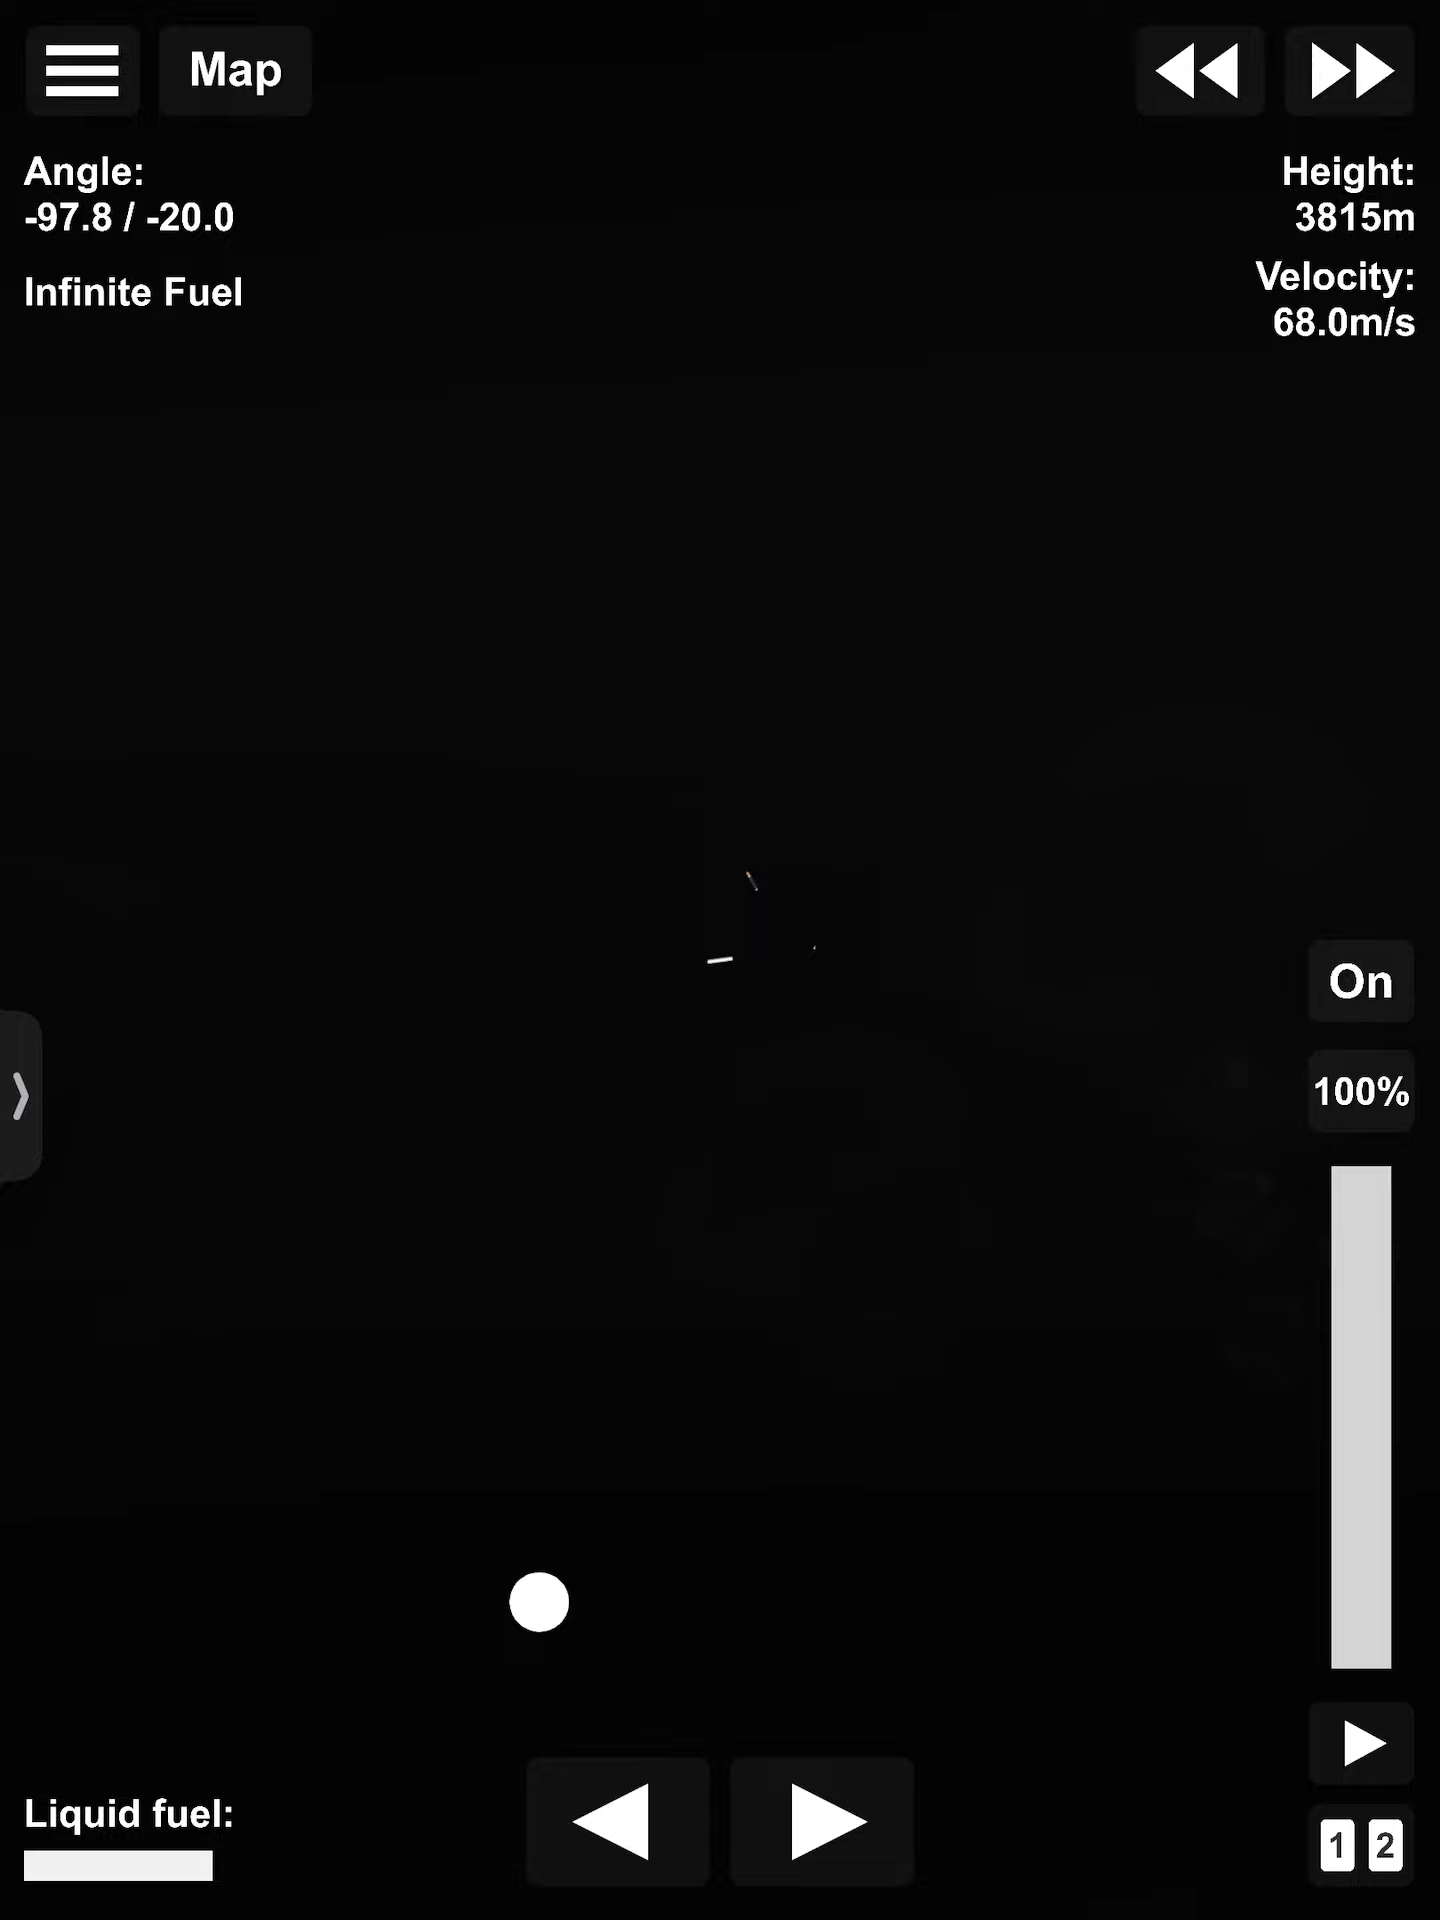 Map
Angle:
-97.8 / -20.0
Infinite Fuel
Height:
3815m
Velocity:
68.0m/s
On
100%
Liquid fuel:
1 2